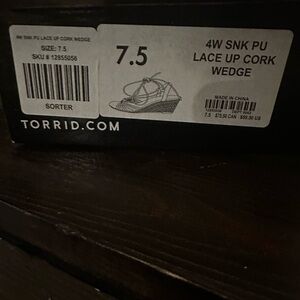 4W SNK PU LACE UP CORK WEDGE
SIZE: 7.5
SKU # 12855056
SORTER
7.5
4W SNK PU
LACE UP CORK
WEDGE
MADE IN CHINA
7.5
TORRID.COM